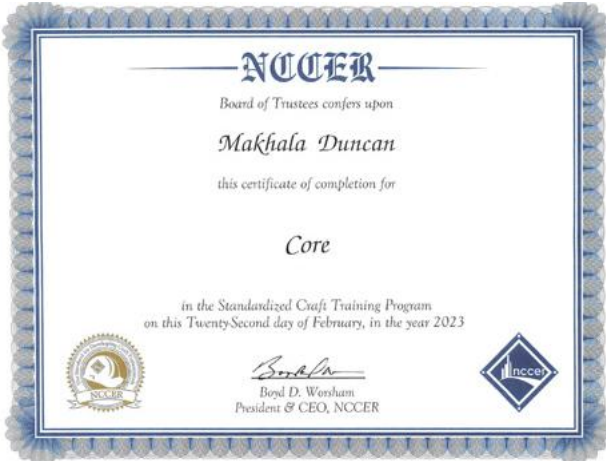 NCCER
Board of Trustees confers upon
Makhala Duncan
this certificate of completion for
Core
in the Standardized Craft Training Program
on this Twenty-Second day of February, in the year 2023
Boyd D. Worsham
President & CEO, NCCER
NCCER
nccer